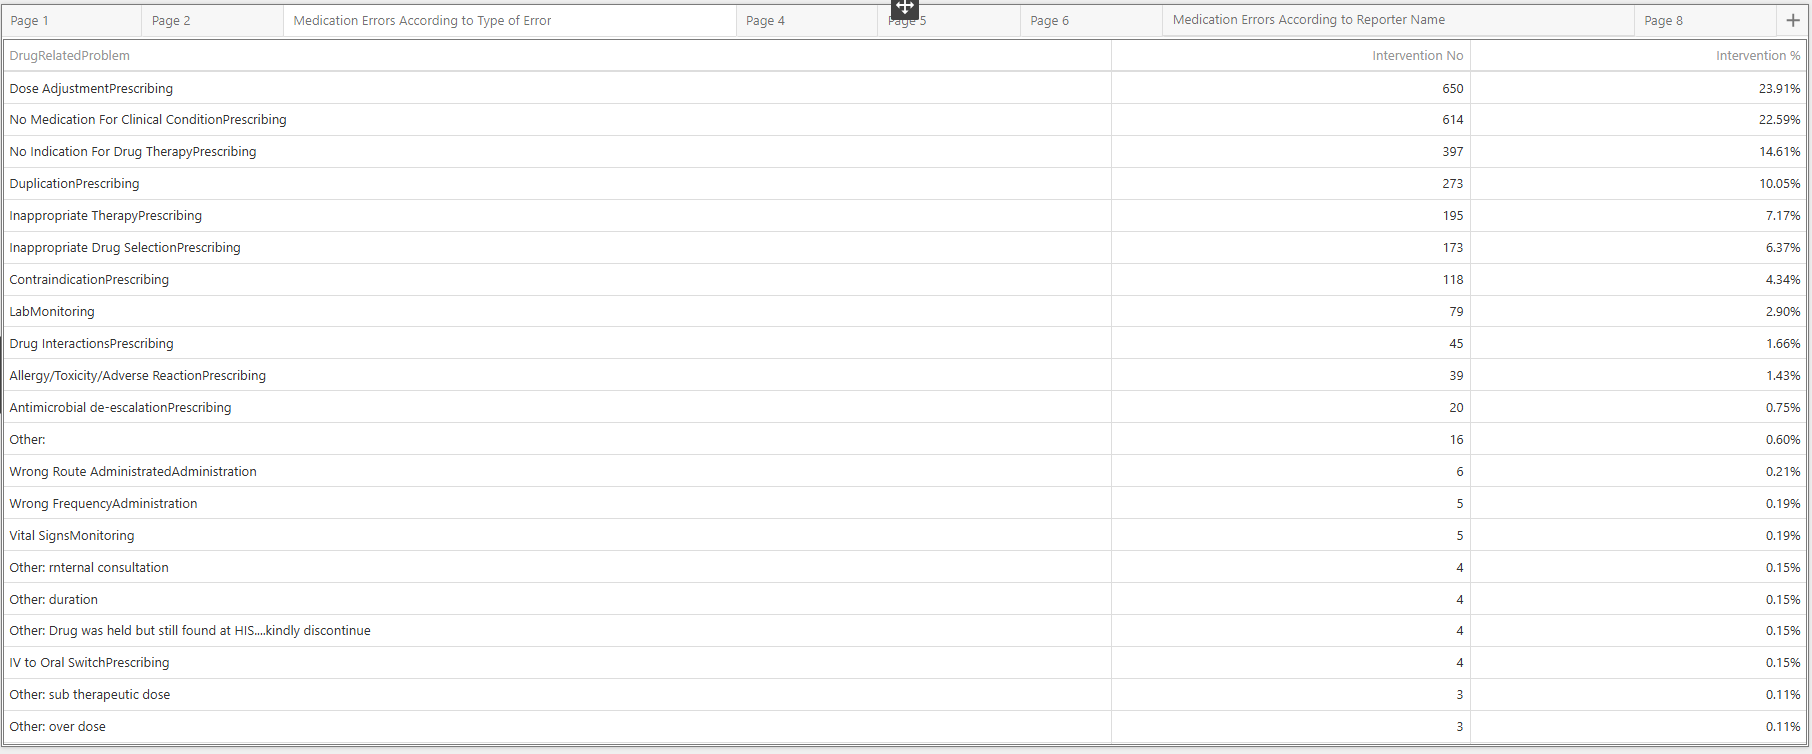 Page 1 Page 2 Medication Errors According to Type of Error Page 4 Page 5 Page 6 Medication Errors According to Reporter Name Page 8
DrugRelatedProblem Intervention No Intervention %
Dose AdjustmentPrescribing 650 23.91%
No Medication For Clinical ConditionPrescribing 614 22.59%
No Indication For Drug TherapyPrescribing 397 14.61%
DuplicationPrescribing 273 10.05%
Inappropriate TherapyPrescribing 195 7.17%
Inappropriate Drug SelectionPrescribing 173 6.37%
ContraindicationPrescribing 118 4.34%
LabMonitoring 79 2.90%
Drug InteractionsPrescribing 45 1.66%
Allergy/Toxicity/Adverse ReactionPrescribing 39 1.43%
Antimicrobial de-escalationPrescribing 20 0.75%
Other: 16 0.60%
Wrong Route AdministratedAdministration 6 0.21%
Wrong FrequencyAdministration 5 0.19%
Vital SignsMonitoring 5 0.19%
Other: rnternal consultation 4 0.15%
Other: duration 4 0.15%
Other: Drug was held but still found at HIS....kindly discontinue 4 0.15%
IV to Oral SwitchPrescribing 4 0.15%
Other: sub therapeutic dose 3 0.11%
Other: over dose 3 0.11%